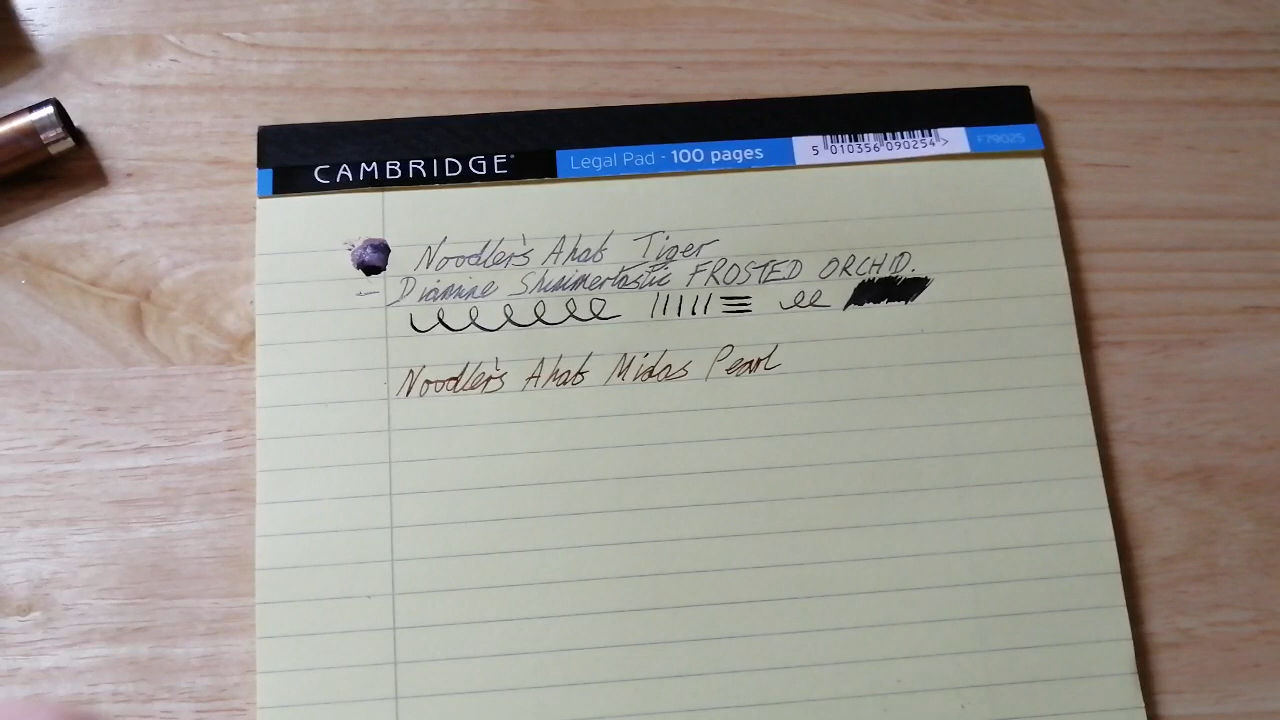 CAMBRIDGE
Legal Pad - 100 pages
5 010356 090254 >
F79025
Noodler's Ahab Tiger
- Diamine Shimmertastic FROSTED ORCHID.
Noodler's Ahab Midas Pearl